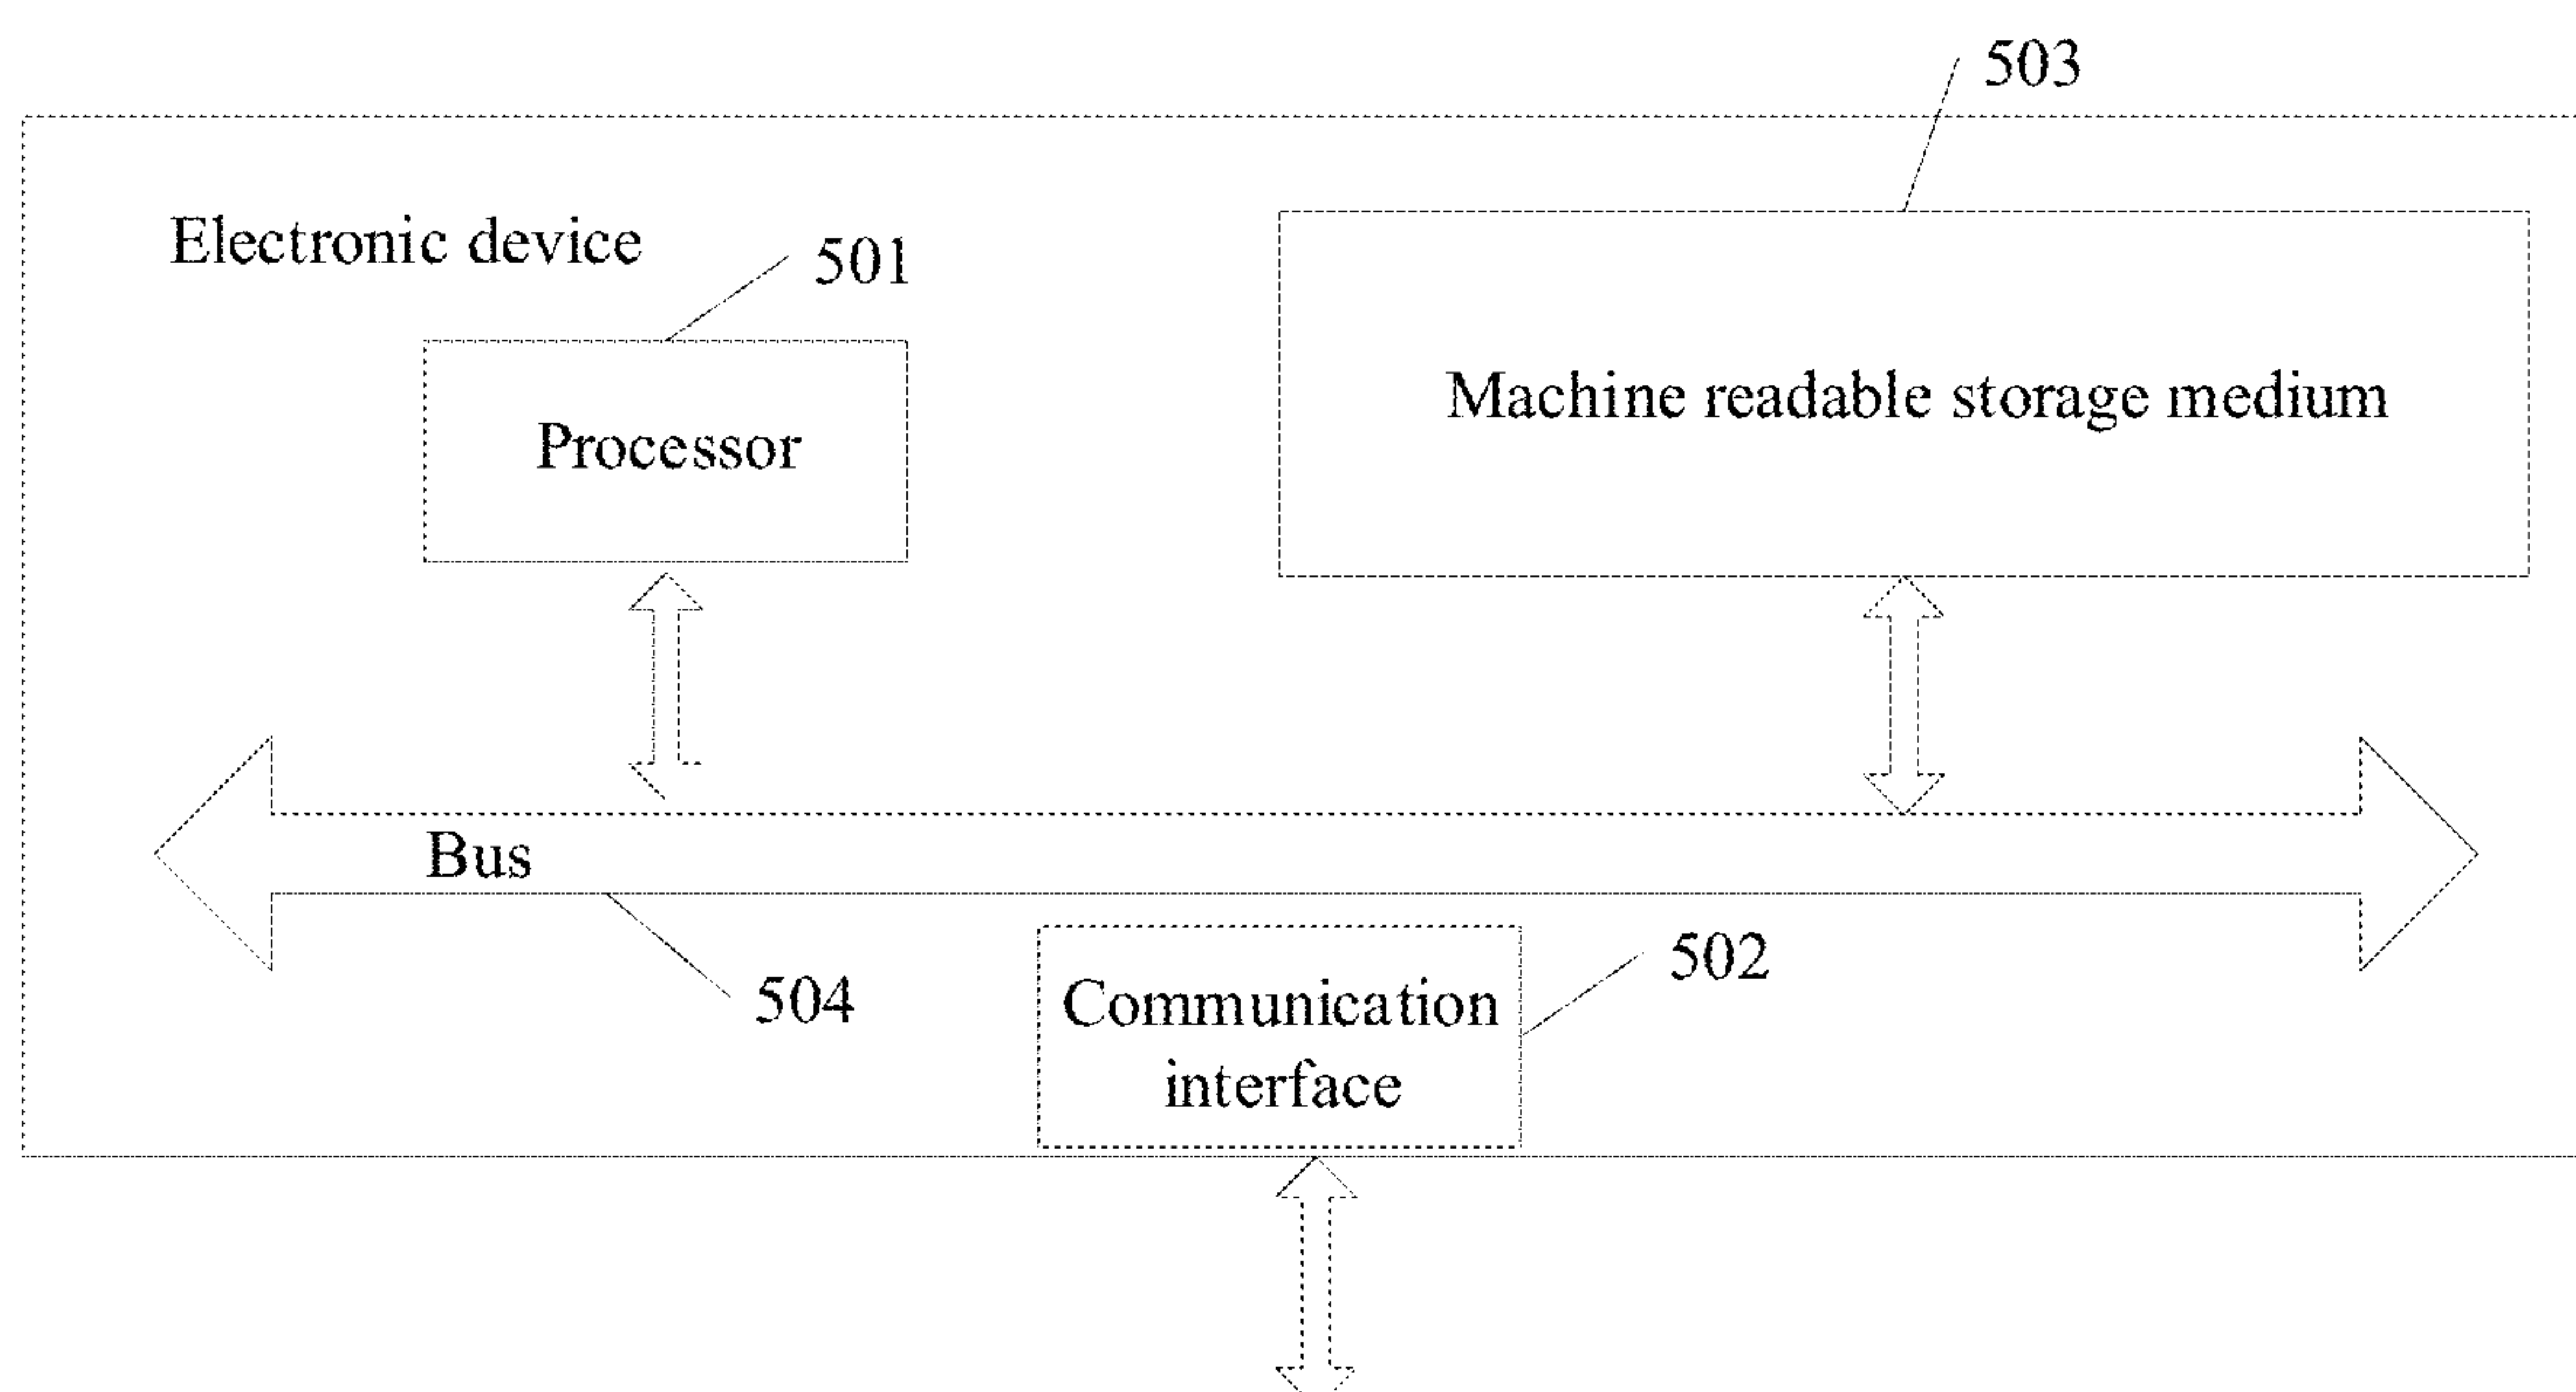 503
Electronic device
501
Machine readable storage medium
Processor
Bus
502
504
Communication
interface